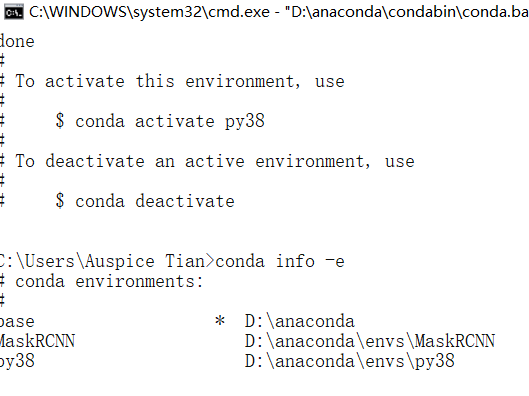 C:\WINDOWS\system32\cmd.exe - "D:\anaconda\condabin\conda.ba
done
#
# To activate this environment, use
#
#     $ conda activate py38
#
# To deactivate an active environment, use
#
#     $ conda deactivate
C:\Users\Auspice Tian>conda info -e
# conda environments:
#
base                  *  D:\anaconda
MaskRCNN                 D:\anaconda\envs\MaskRCNN
py38                     D:\anaconda\envs\py38